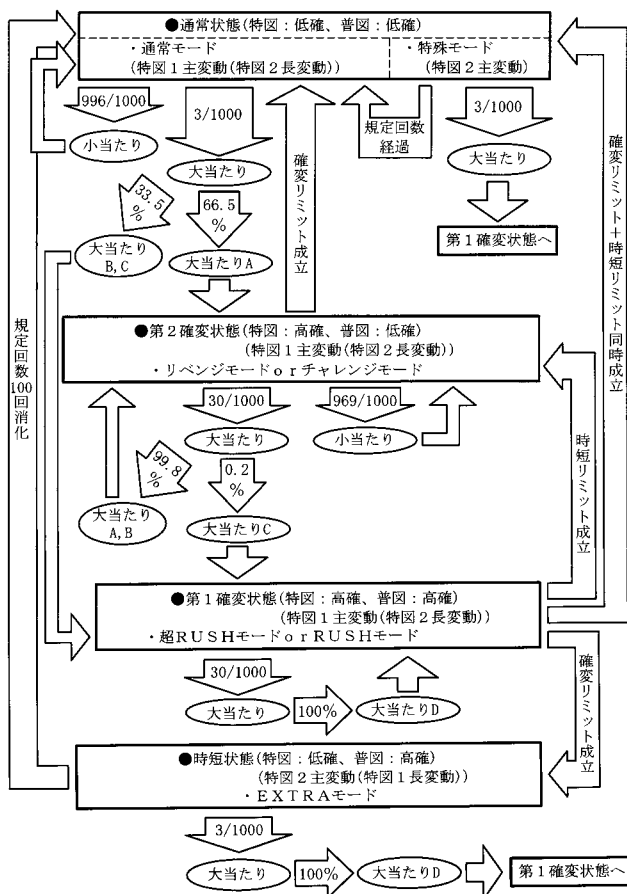 ●通常状態(特図：低確、普図：低確)
・通常モード
(特図1主変動(特図2長変動))
・特殊モード
(特図2主変動)
996/1000
小当たり
3/1000
大当たり
33.5
%
66.5
%
大当たり
B,C
大当たりA
確変リミット成立
規定回数
経過
3/1000
大当たり
第1確変状態へ
確変リミット＋時短リミット同時成立
規定回数100回消化
●第2確変状態(特図：高確、普図：低確)
(特図1主変動(特図2長変動))
・リベンジモードorチャレンジモード
30/1000
大当たり
969/1000
小当たり
99.8
%
0.2
%
大当たり
A,B
大当たりC
時短リミット成立
●第1確変状態(特図：高確、普図：高確)
(特図1主変動(特図2長変動))
・超RUSHモードorRUSHモード
30/1000
大当たり
100%
大当たりD
確変リミット成立
●時短状態(特図：低確、普図：高確)
(特図2主変動(特図1長変動))
・EXTRAモード
3/1000
大当たり
100%
大当たりD
第1確変状態へ